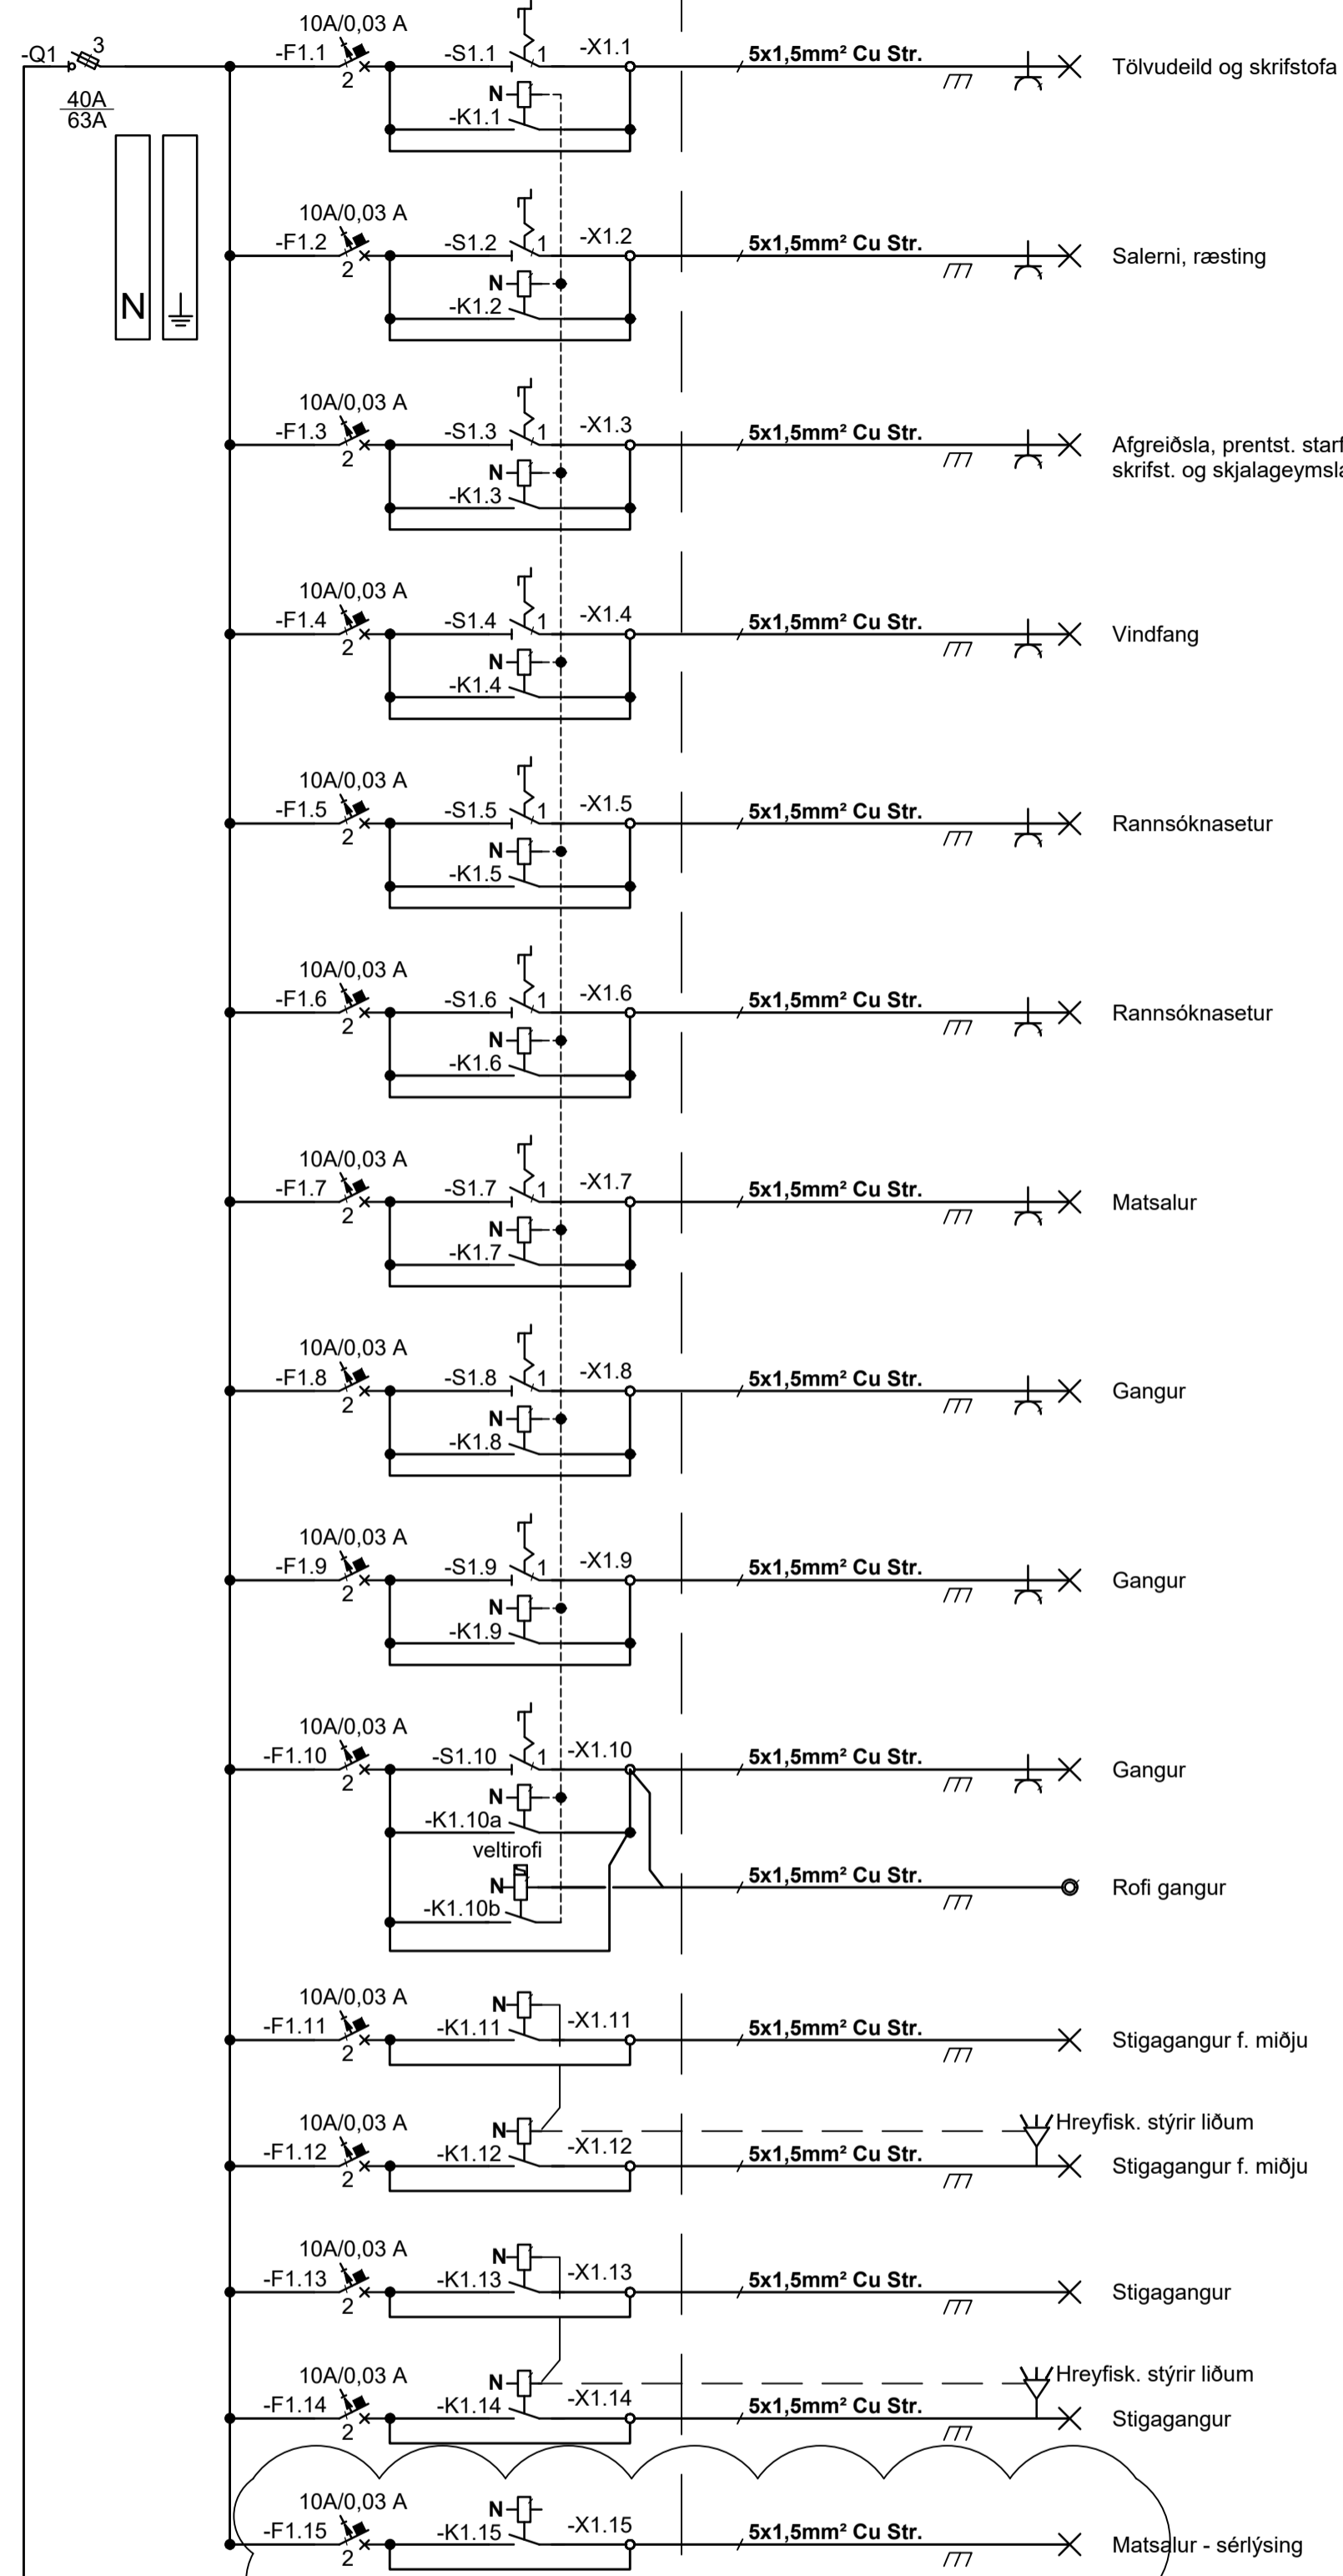 -Q1
3
40A
63A
N
10A/0,03 A
-F1.1
2
-S1.1
1
-X1.1
N
-K1.1
5x1,5mm² Cu Str.
Tölvudeild og skrifstofa
10A/0,03 A
-F1.2
2
-S1.2
1
-X1.2
N
-K1.2
5x1,5mm² Cu Str.
Salerni, ræsting
10A/0,03 A
-F1.3
2
-S1.3
1
-X1.3
N
-K1.3
5x1,5mm² Cu Str.
Afgreiðsla, prentst. starf
skrifst. og skjalageymsla
10A/0,03 A
-F1.4
2
-S1.4
1
-X1.4
N
-K1.4
5x1,5mm² Cu Str.
Vindfang
10A/0,03 A
-F1.5
2
-S1.5
1
-X1.5
N
-K1.5
5x1,5mm² Cu Str.
Rannsóknasetur
10A/0,03 A
-F1.6
2
-S1.6
1
-X1.6
N
-K1.6
5x1,5mm² Cu Str.
Rannsóknasetur
10A/0,03 A
-F1.7
2
-S1.7
1
-X1.7
N
-K1.7
5x1,5mm² Cu Str.
Matsalur
10A/0,03 A
-F1.8
2
-S1.8
1
-X1.8
N
-K1.8
5x1,5mm² Cu Str.
Gangur
10A/0,03 A
-F1.9
2
-S1.9
1
-X1.9
N
-K1.9
5x1,5mm² Cu Str.
Gangur
10A/0,03 A
-F1.10
2
-S1.10
1
-X1.10
N
-K1.10a
5x1,5mm² Cu Str.
Gangur
veltirofi
S
N
-K1.10b
5x1,5mm² Cu Str.
Rofi gangur
10A/0,03 A
-F1.11
2
N
-K1.11
-X1.11
5x1,5mm² Cu Str.
Stigagangur f. miðju
10A/0,03 A
-F1.12
2
N
-K1.12
-X1.12
5x1,5mm² Cu Str.
Hreyfisk. stýrir liðum
Stigagangur f. miðju
10A/0,03 A
-F1.13
2
N
-K1.13
-X1.13
5x1,5mm² Cu Str.
Stigagangur
10A/0,03 A
-F1.14
2
N
-K1.14
-X1.14
5x1,5mm² Cu Str.
Hreyfisk. stýrir liðum
Stigagangur
10A/0,03 A
-F1.15
2
N
-K1.15
-X1.15
5x1,5mm² Cu Str.
Matsalur - sérlýsing